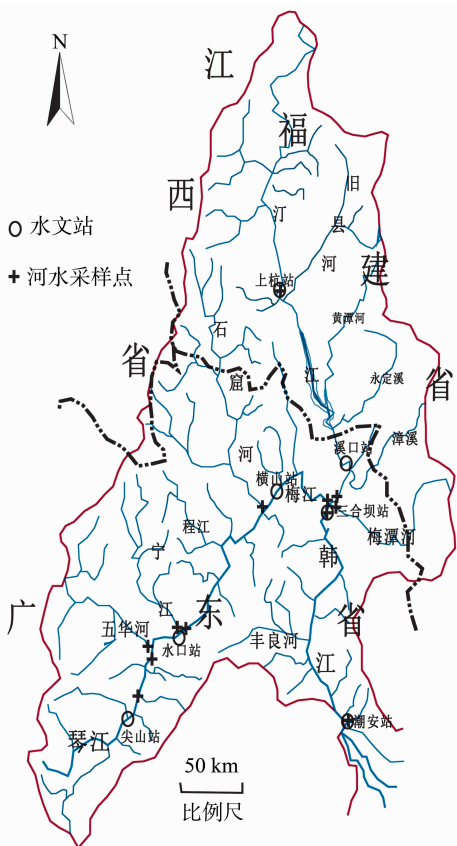 N
江西省
福建省
广东省
水文站
河水采样点
汀江
旧县河
上杭站
黄潭河
永定溪
石窟河
溪口站
漳溪
横山站
梅江
三合坝站
梅潭河
程江
宁江
韩江
五华河
水口站
丰良河
琴江
尖山站
潮安站
50 km
比例尺